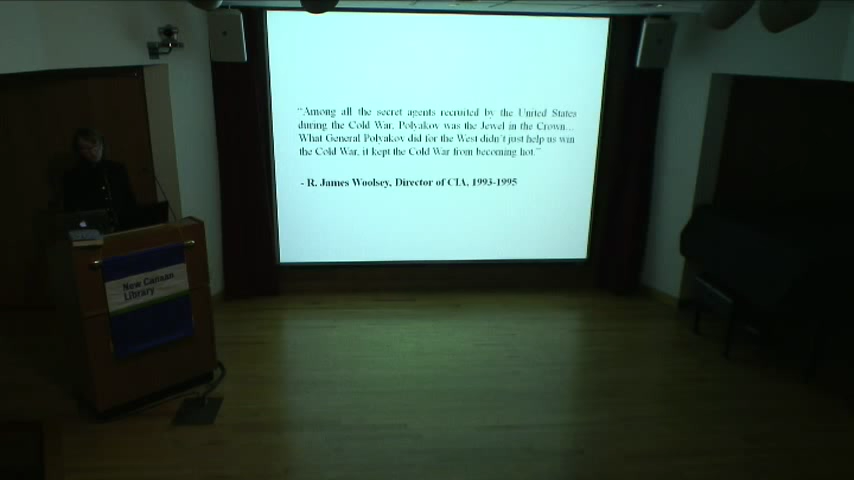 “Among all the secret agents recruited by the United States
during the Cold War, Polyakov was the Jewel in the Crown...
What General Polyakov did for the West didn’t just help us win
the Cold War, it kept the Cold War from becoming hot.”
- R. James Woolsey, Director of CIA, 1993-1995
New Canaan
Library